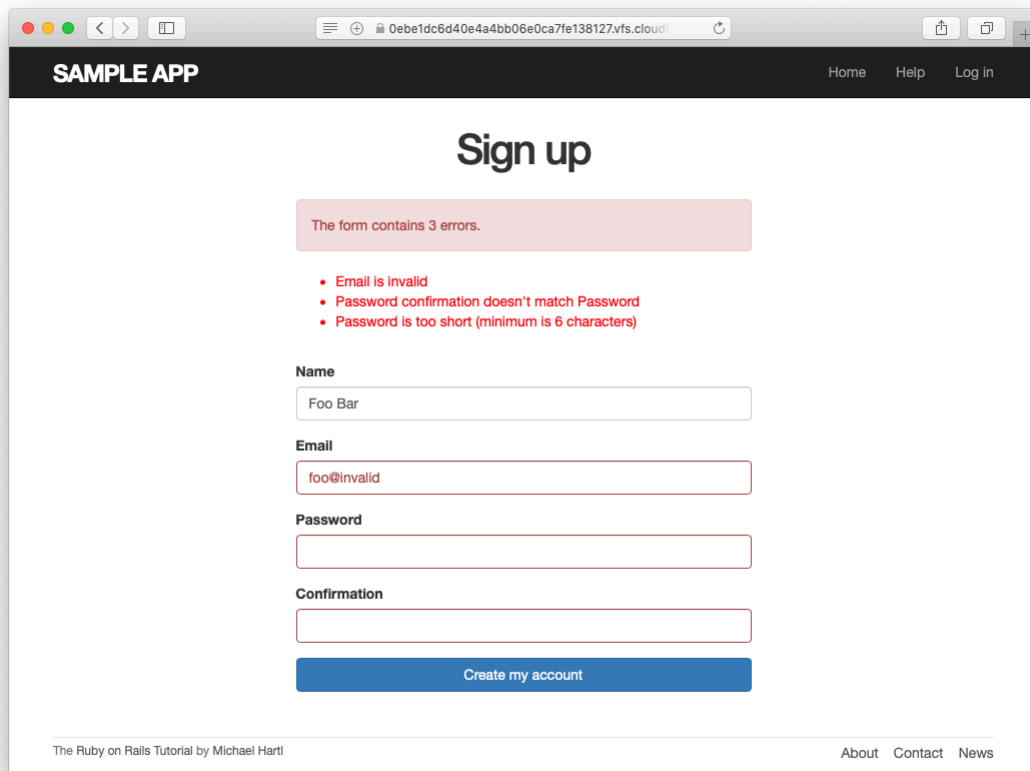 0ebe1dc6d40e4a4bb06e0ca7fe138127.vfs.cloud
SAMPLE APP
Home Help Log in
Sign up
The form contains 3 errors.
Email is invalid
Password confirmation doesn't match Password
Password is too short (minimum is 6 characters)
Name
Foo Bar
Email
foo@invalid
Password
Confirmation
Create my account
The Ruby on Rails Tutorial by Michael Hartl
About Contact News